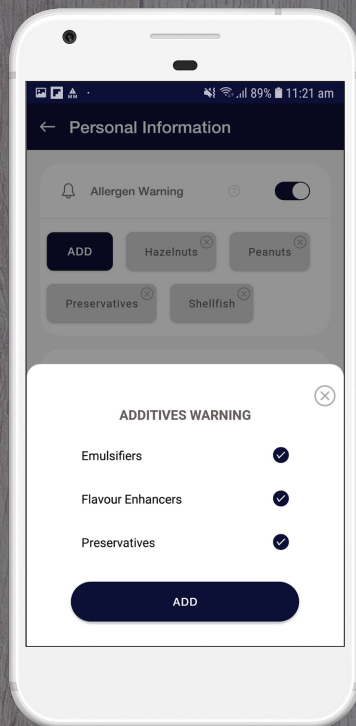 89% 11:21 am
Personal Information
Allergen Warning
ADD
Hazelnuts
Peanuts
Preservatives
Shellfish
ADDITIVES WARNING
Emulsifiers
Flavour Enhancers
Preservatives
ADD